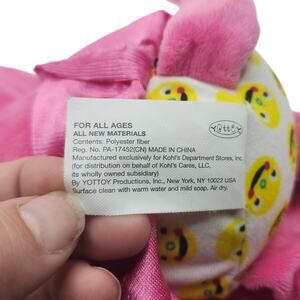 FOR ALL AGES
ALL NEW MATERIALS
Contents: Polyester fiber
Reg. No. PA-17452(CN) MADE IN CHINA
Manufactured exclusively for Kohl's Department Stores, Inc.
(for distribution on behalf of Kohl's Cares, LLC,
its wholly owned subsidiary)
By YOTTOY Productions, Inc., New York, NY 10022 USA
Surface clean with warm water and mild soap. Air dry.